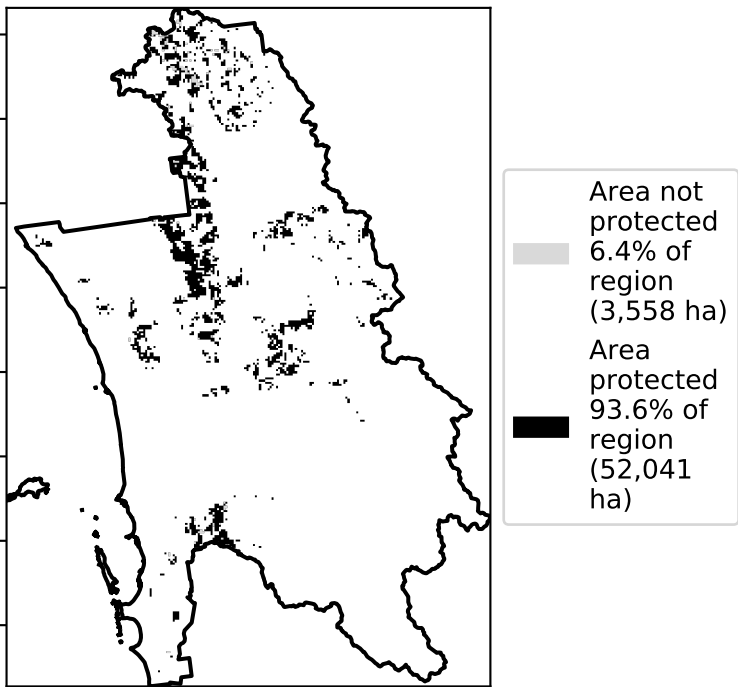 Area not
protected
6.4% of
region
(3,558 ha)
Area
protected
93.6% of
region
(52,041
ha)